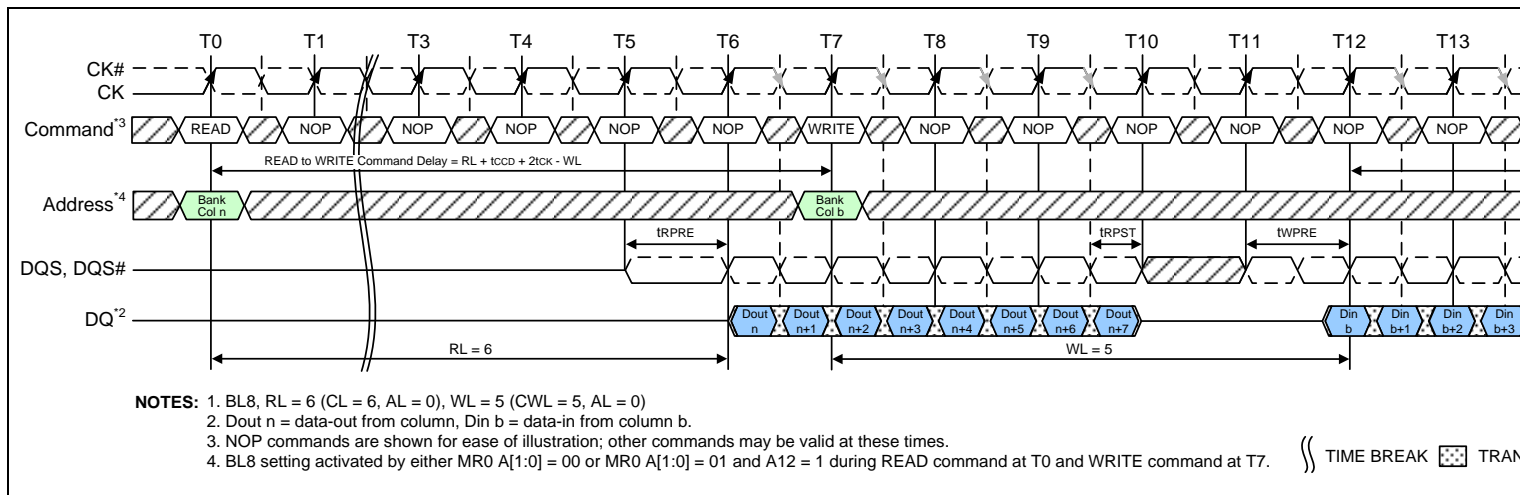 T0 T1 T3 T4 T5 T6 T7 T8 T9 T10 T11 T12 T13
CK#
CK
Command*3 READ NOP NOP NOP NOP NOP WRITE NOP NOP NOP NOP NOP NOP
READ to WRITE Command Delay = RL + tCCD + 2tCK - WL
Address*4 Bank Col n Bank Col b
tRPRE tRPST tWPRE
DQS, DQS#
DQ*2 Dout n Dout n+1 Dout n+2 Dout n+3 Dout n+4 Dout n+5 Dout n+6 Dout n+7 Din b Din b+1 Din b+2 Din b+3
RL = 6 WL = 5
NOTES: 1. BL8, RL = 6 (CL = 6, AL = 0), WL = 5 (CWL = 5, AL = 0)
2. Dout n = data-out from column, Din b = data-in from column b.
3. NOP commands are shown for ease of illustration; other commands may be valid at these times.
4. BL8 setting activated by either MR0 A[1:0] = 00 or MR0 A[1:0] = 01 and A12 = 1 during READ command at T0 and WRITE command at T7.
TIME BREAK TRAN